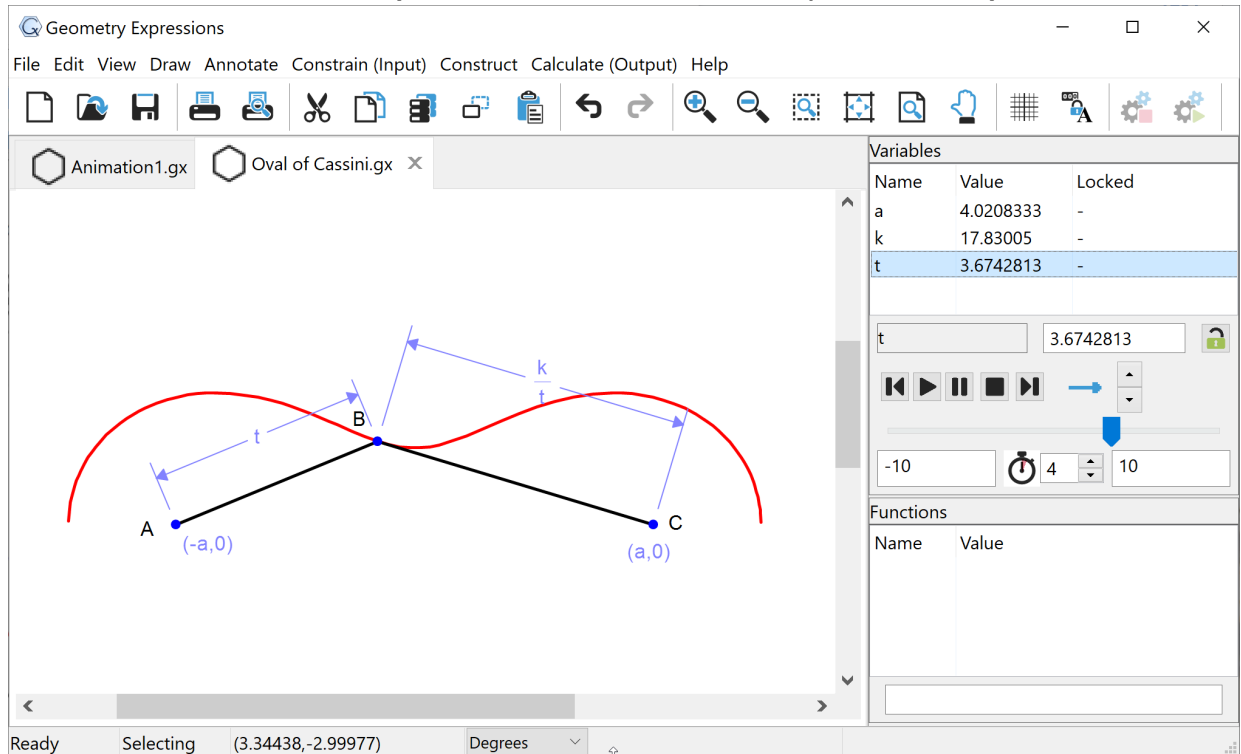 Geometry Expressions
File Edit View Draw Annotate Constrain (Input) Construct Calculate (Output) Help
Animation1.gx
Oval of Cassini.gx
Variables
Name Value Locked
a 4.0208333 -
k 17.83005 -
t 3.6742813 -
t 3.6742813
-10 4 10
Functions
Name Value
k
t
t
B
A
C
(-a,0)
(a,0)
Ready Selecting (3.34438,-2.99977) Degrees